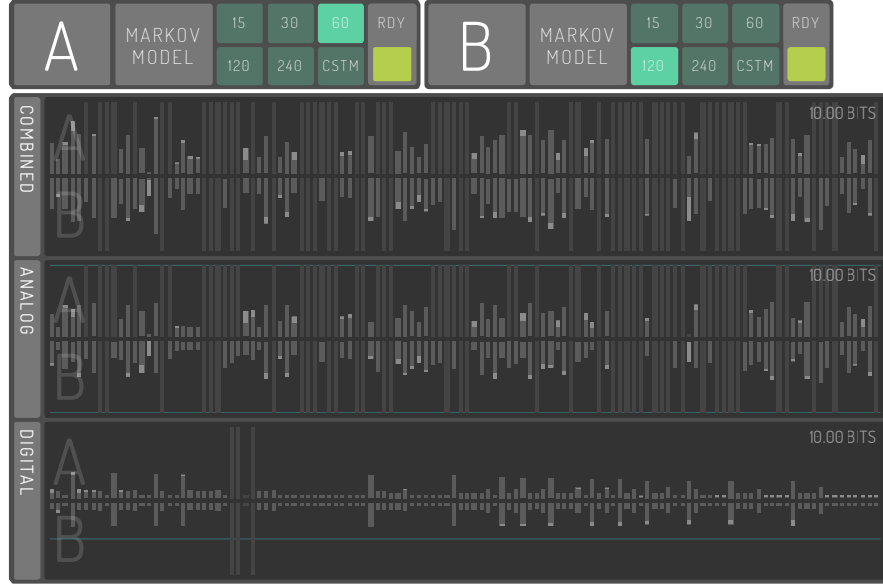 A
MARKOV
MODEL
15 30 60 RDY
120 240 CSTM
B
MARKOV
MODEL
15 30 60 RDY
120 240 CSTM
COMBINED
A
B
10.00 BITS
ANALOG
A
B
10.00 BITS
DIGITAL
A
B
10.00 BITS